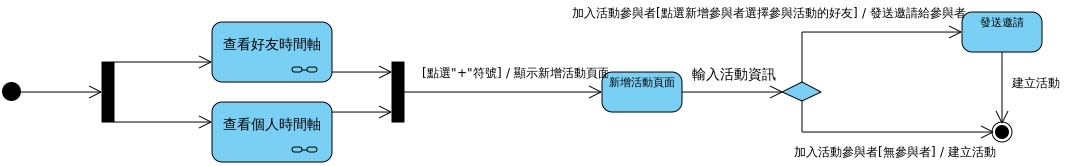 加入活動參與者[點選新增參與者選擇參與活動的好友] / 發送邀請給參與者
發送邀請
查看好友時間軸
[點選"+"符號] / 顯示新增活動頁面
輸入活動資訊
新增活動頁面
建立活動
查看個人時間軸
加入活動參與者[無參與者] / 建立活動